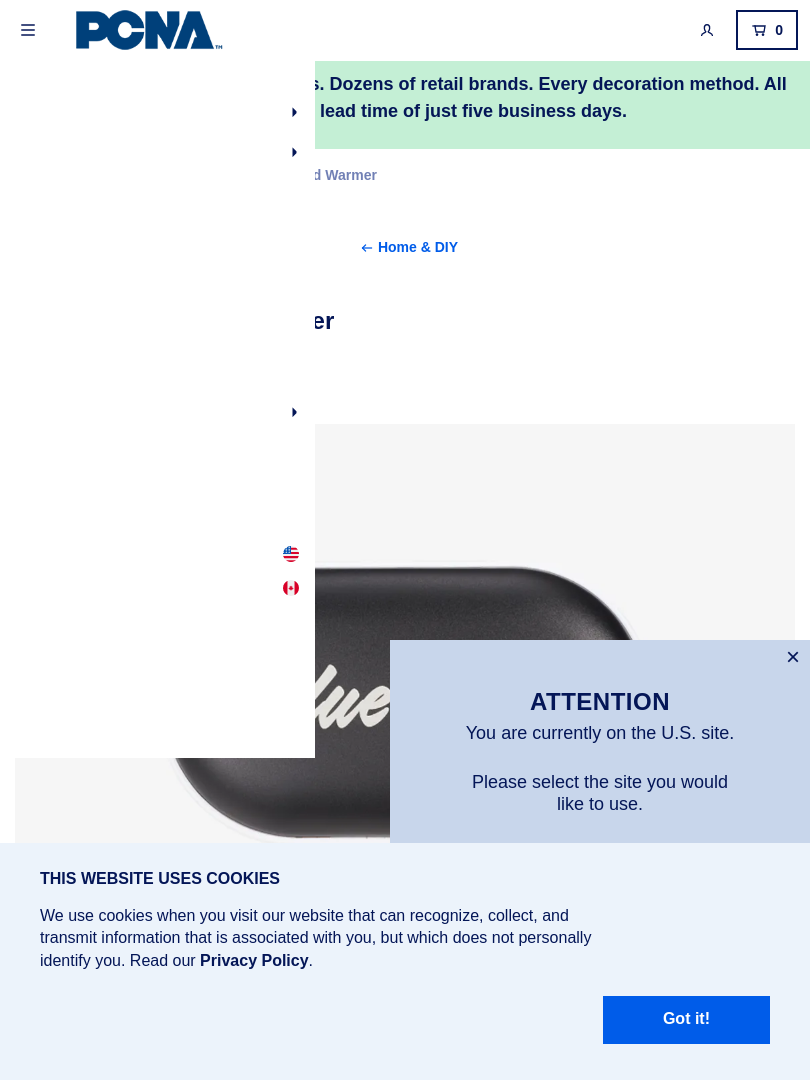 PCNA™
0
s. Dozens of retail brands. Every decoration method. All
lead time of just five business days.
d Warmer
Home & DIY
er
lue
ATTENTION
You are currently on the U.S. site.
Please select the site you would
like to use.
THIS WEBSITE USES COOKIES
We use cookies when you visit our website that can recognize, collect, and
transmit information that is associated with you, but which does not personally
identify you. Read our Privacy Policy.
Got it!